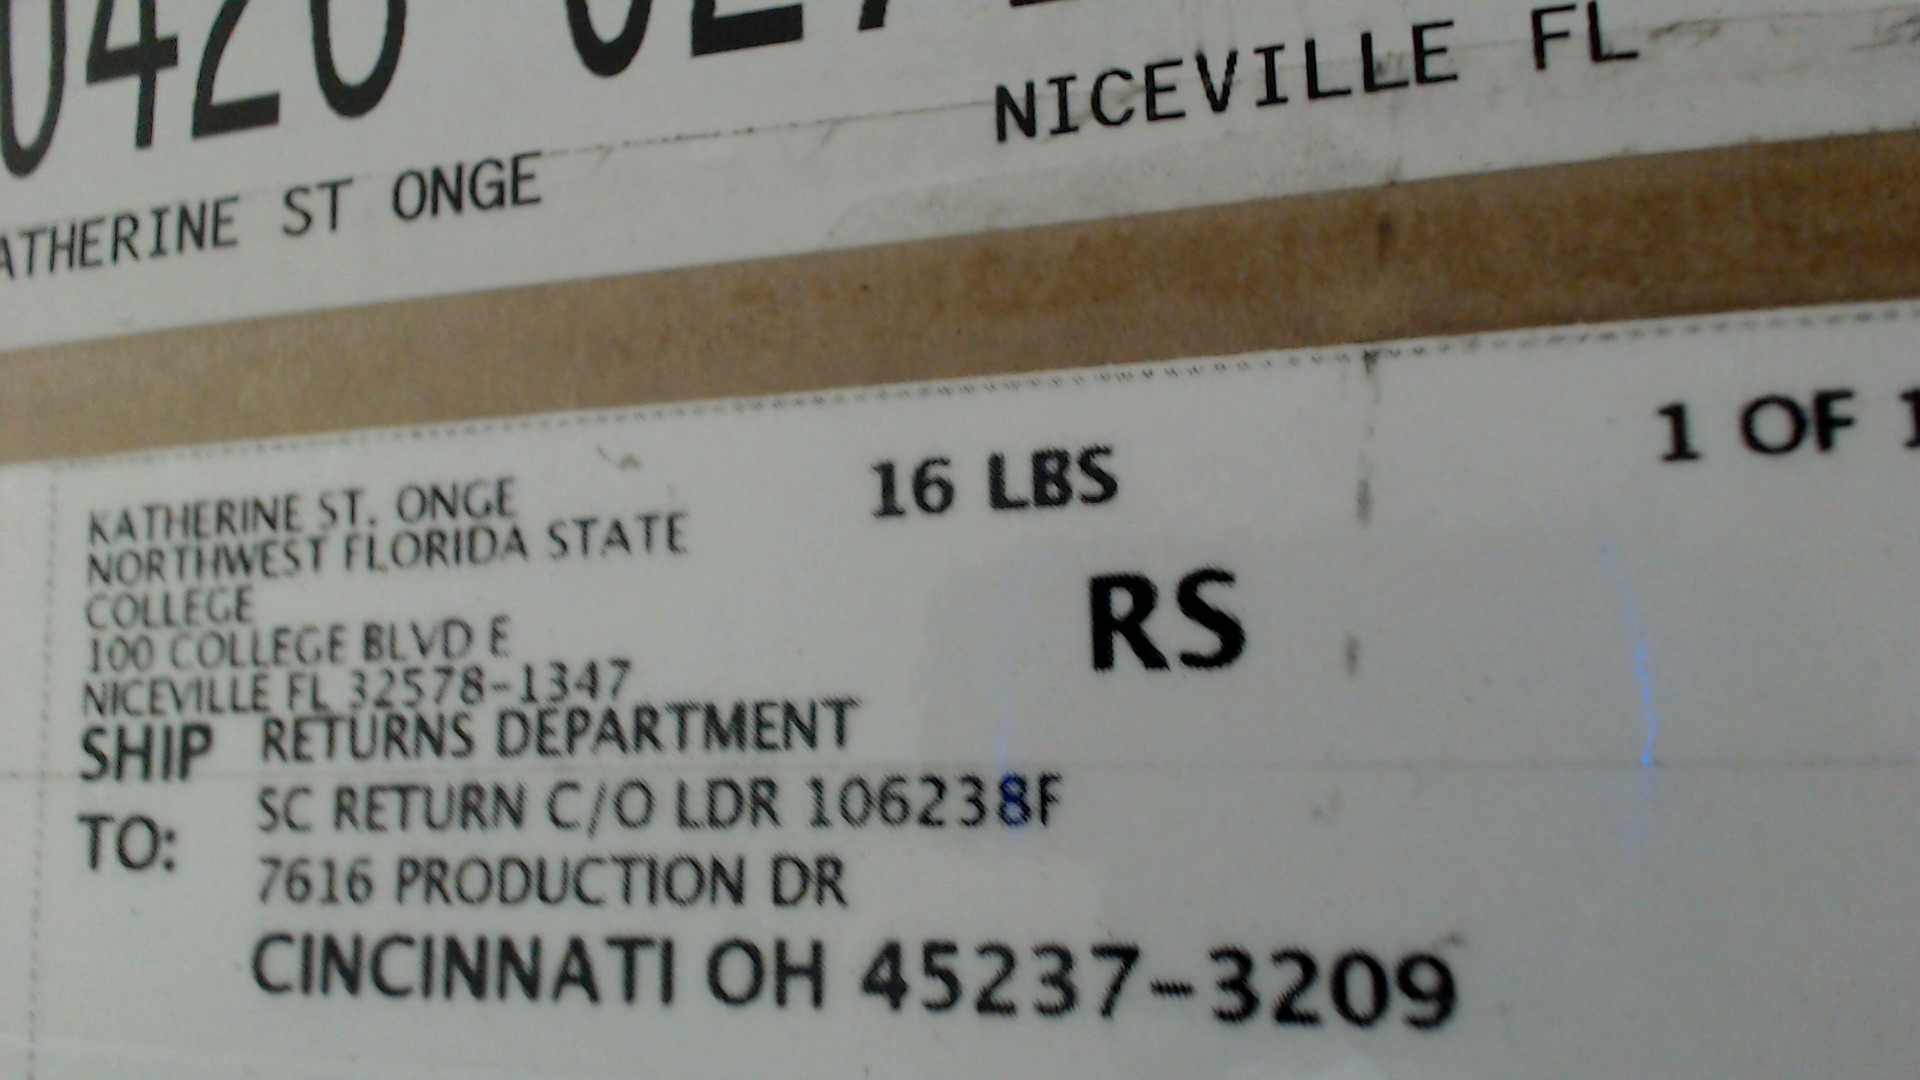 0420
NICEVILLE FL
ATHERINE ST ONGE
16 LBS
1 OF 1
KATHERINE ST. ONGE
NORTHWEST FLORIDA STATE
COLLEGE
100 COLLEGE BLVD E
NICEVILLE FL 32578-1347
RS
SHIP TO:
RETURNS DEPARTMENT
SC RETURN C/O LDR 106238F
7616 PRODUCTION DR
CINCINNATI OH 45237-3209